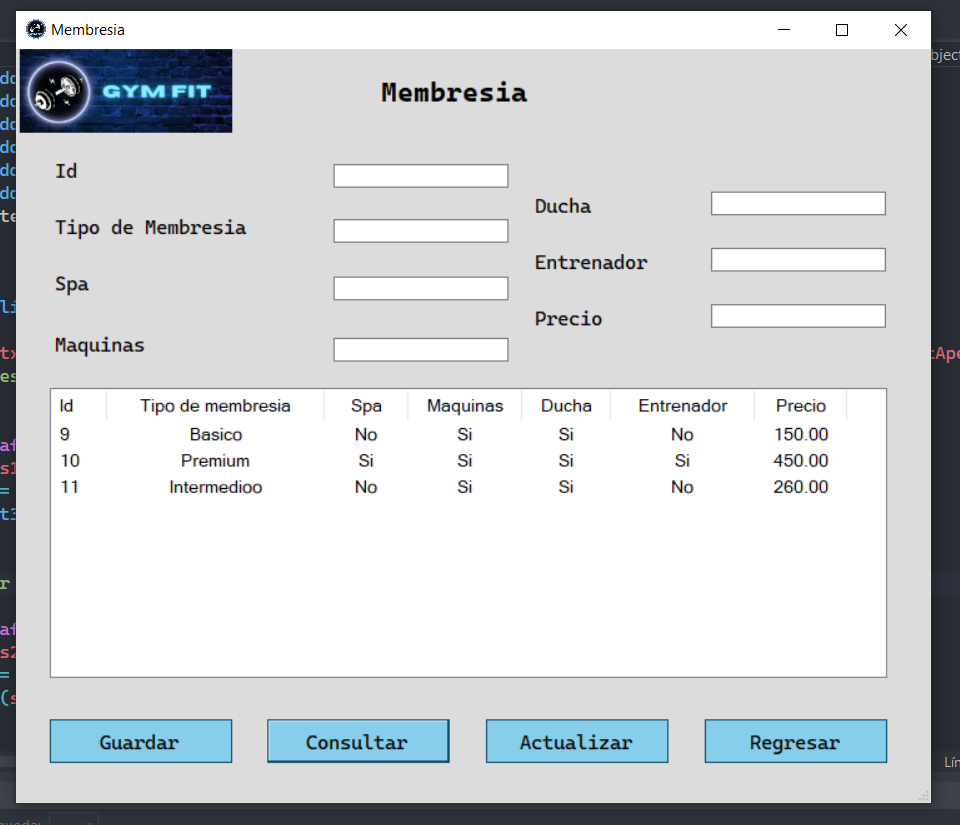 Membresia
GYM FIT
Membresia
Id
Tipo de Membresia
Spa
Maquinas
Ducha
Entrenador
Precio
Id Tipo de membresia Spa Maquinas Ducha Entrenador Precio
9 Basico No Si Si No 150.00
10 Premium Si Si Si Si 450.00
11 Intermedioo No Si Si No 260.00
Guardar Consultar Actualizar Regresar